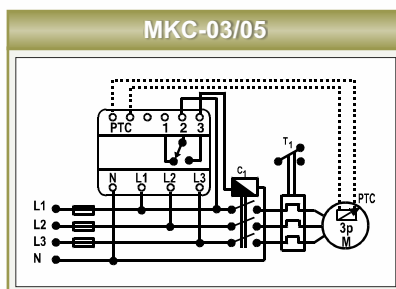 MKC-03/05
PTC 1 2 3
T1
N L1 L2 L3
C1
PTC
L1
L2
L3
N
3p
M